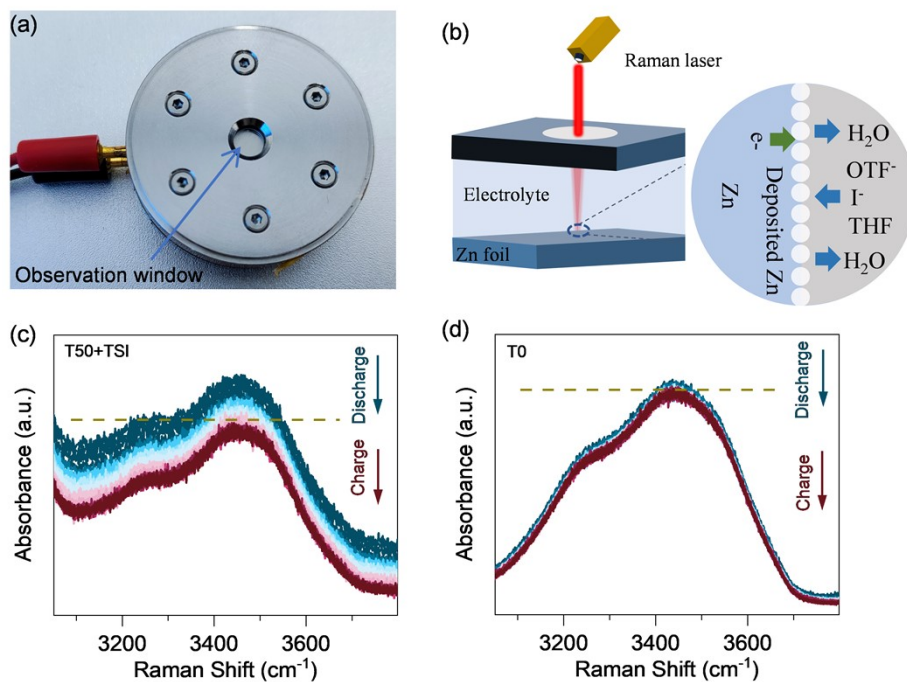 (a)
Observation window
(b)
Raman laser
Electrolyte
Zn foil
e-
Zn
Deposited Zn
H₂O
OTF⁻
I⁻
THF
H₂O
(c)
T50+TSI
Discharge
Charge
Absorbance (a.u.)
3200 3400 3600
Raman Shift (cm⁻¹)
(d)
T0
Discharge
Charge
Absorbance (a.u.)
3200 3400 3600
Raman Shift (cm⁻¹)